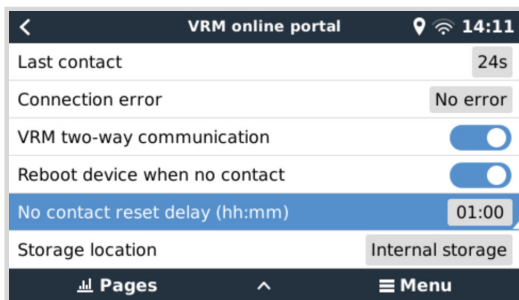 VRM online portal 14:11
Last contact 24s
Connection error No error
VRM two-way communication
Reboot device when no contact
No contact reset delay (hh:mm) 01:00
Storage location Internal storage
Pages Menu